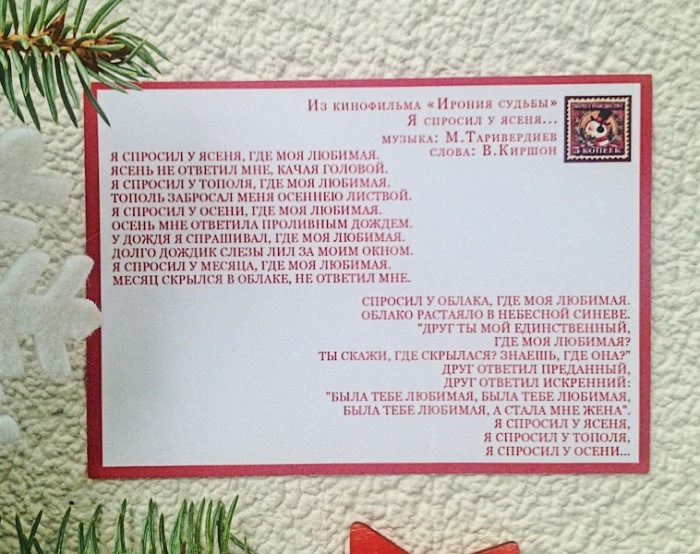 Из кинофильма «Ирония судьбы»
Я спросил у ясеня...
музыка: М.Таривердиев
слова: В.Киршон
5 КОПЕЕК
Я СПРОСИЛ У ЯСЕНЯ, ГДЕ МОЯ ЛЮБИМАЯ.
ЯСЕНЬ НЕ ОТВЕТИЛ МНЕ, КАЧАЯ ГОЛОВОЙ.
Я СПРОСИЛ У ТОПОЛЯ, ГДЕ МОЯ ЛЮБИМАЯ.
ТОПОЛЬ ЗАБРОСАЛ МЕНЯ ОСЕННЕЮ ЛИСТВОЙ.
Я СПРОСИЛ У ОСЕНИ, ГДЕ МОЯ ЛЮБИМАЯ.
ОСЕНЬ МНЕ ОТВЕТИЛА ПРОЛИВНЫМ ДОЖДЕМ.
У ДОЖДЯ Я СПРАШИВАЛ, ГДЕ МОЯ ЛЮБИМАЯ.
ДОЛГО ДОЖДИК СЛЕЗЫ ЛИЛ ЗА МОИМ ОКНОМ.
Я СПРОСИЛ У МЕСЯЦА, ГДЕ МОЯ ЛЮБИМАЯ.
МЕСЯЦ СКРЫЛСЯ В ОБЛАКЕ, НЕ ОТВЕТИЛ МНЕ.
СПРОСИЛ У ОБЛАКА, ГДЕ МОЯ ЛЮБИМАЯ.
ОБЛАКО РАСТАЯЛО В НЕБЕСНОЙ СИНЕВЕ.
"ДРУГ ТЫ МОЙ ЕДИНСТВЕННЫЙ,
ГДЕ МОЯ ЛЮБИМАЯ?
ТЫ СКАЖИ, ГДЕ СКРЫЛАСЯ? ЗНАЕШЬ, ГДЕ ОНА?"
ДРУГ ОТВЕТИЛ ПРЕДАННЫЙ,
ДРУГ ОТВЕТИЛ ИСКРЕННИЙ:
"БЫЛА ТЕБЕ ЛЮБИМАЯ, БЫЛА ТЕБЕ ЛЮБИМАЯ,
БЫЛА ТЕБЕ ЛЮБИМАЯ, А СТАЛА МНЕ ЖЕНА".
Я СПРОСИЛ У ЯСЕНЯ,
Я СПРОСИЛ У ТОПОЛЯ,
Я СПРОСИЛ У ОСЕНИ...